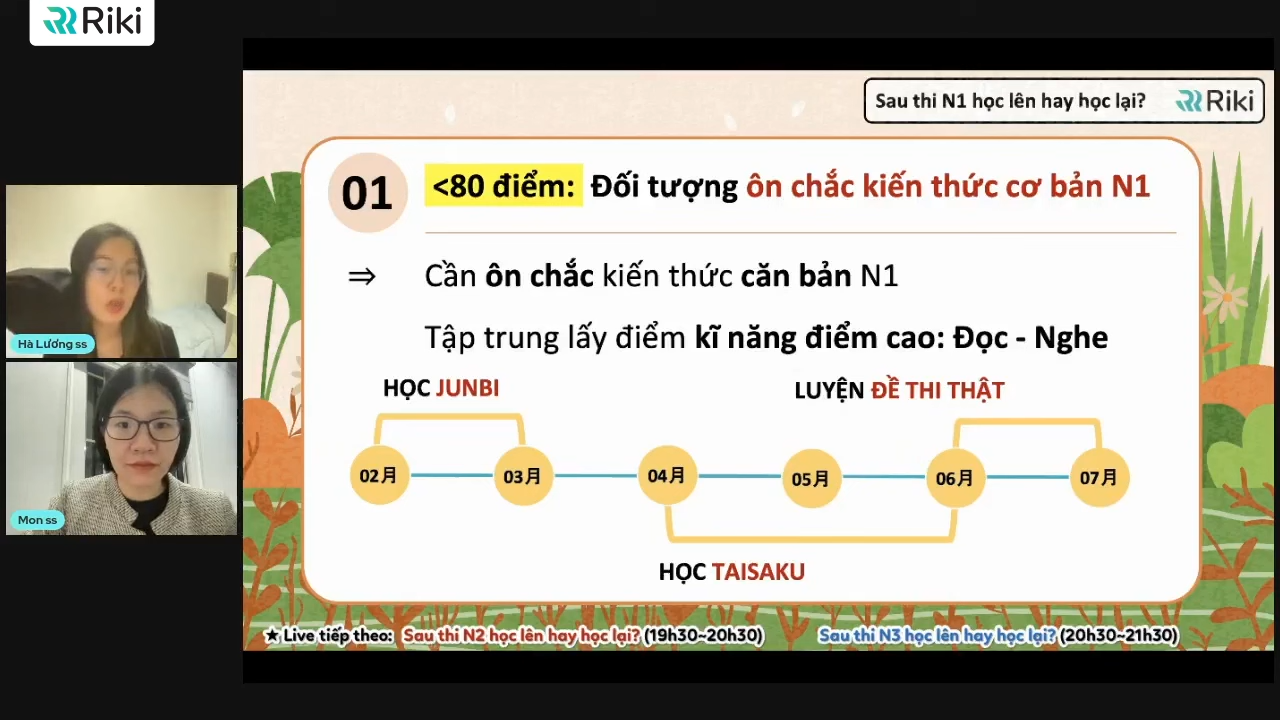 Riki
Sau thi N1 học lên hay học lại? Riki
01
<80 điểm: Đối tượng ôn chắc kiến thức cơ bản N1
⇒ Cần ôn chắc kiến thức căn bản N1
Tập trung lấy điểm kĩ năng điểm cao: Đọc - Nghe
HỌC JUNBI
LUYỆN ĐỀ THI THẬT
02月 03月 04月 05月 06月 07月
HỌC TAISAKU
Hà Lương ss
Mon ss
★ Live tiếp theo: Sau thi N2 học lên hay học lại? (19h30~20h30) Sau thi N3 học lên hay học lại? (20h30~21h30)